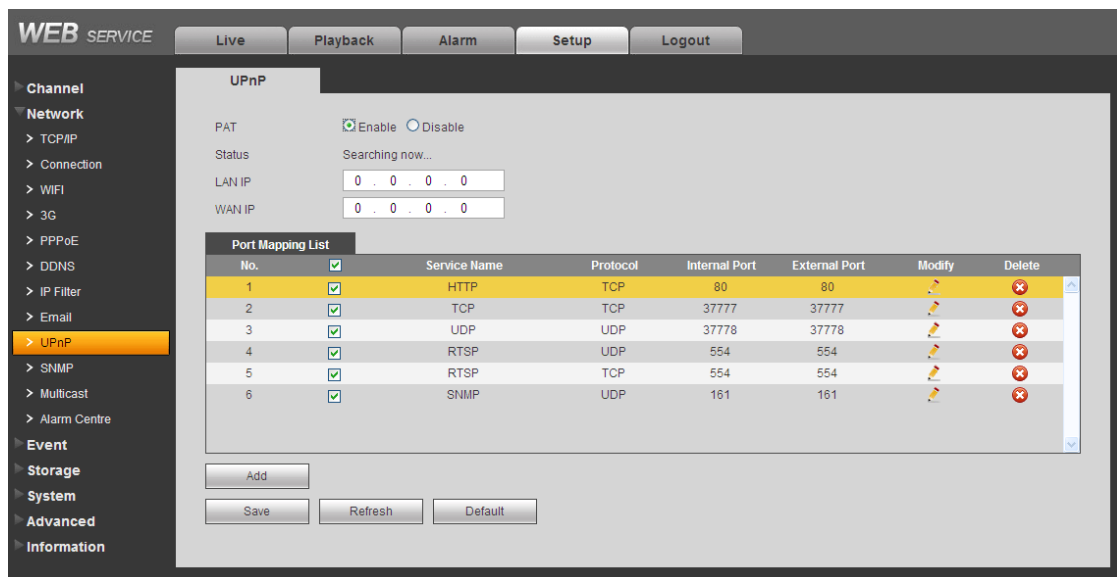 WEB SERVICE
Live Playback Alarm Setup Logout
UPnP
Channel
Network
> TCP/IP
> Connection
> WIFI
> 3G
> PPPoE
> DDNS
> IP Filter
> Email
> UPnP
> SNMP
> Multicast
> Alarm Centre
Event
Storage
System
Advanced
Information
PAT Enable Disable
Status Searching now...
LAN IP 0 . 0 . 0 . 0
WAN IP 0 . 0 . 0 . 0
Port Mapping List
No. Service Name Protocol Internal Port External Port Modify Delete
1 HTTP TCP 80 80
2 TCP TCP 37777 37777
3 UDP UDP 37778 37778
4 RTSP UDP 554 554
5 RTSP TCP 554 554
6 SNMP UDP 161 161
Add
Save Refresh Default